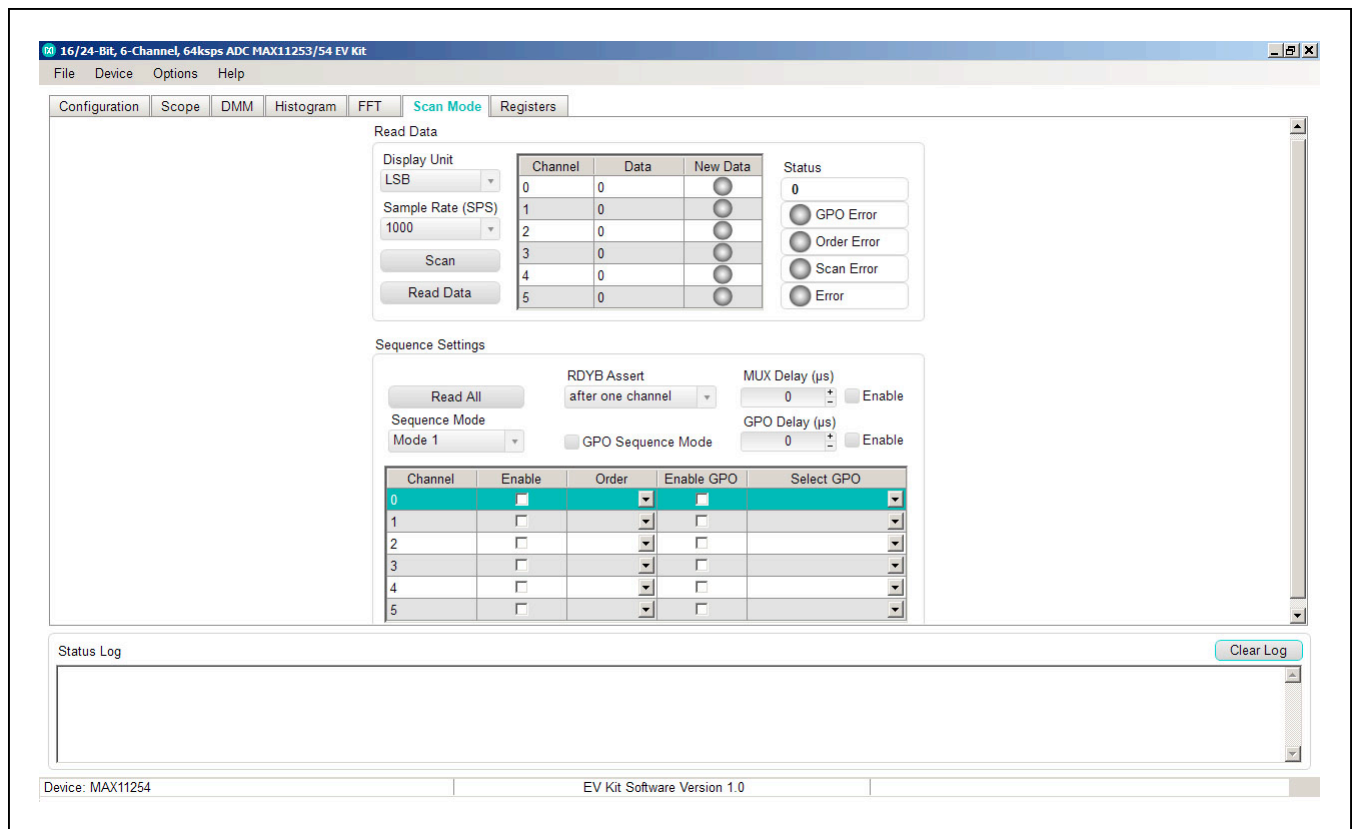 16/24-Bit, 6-Channel, 64ksps ADC MAX11253/54 EV Kit
File Device Options Help
Configuration Scope DMM Histogram FFT Scan Mode Registers
Read Data
Display Unit
LSB
Sample Rate (SPS)
1000
Scan
Read Data
Channel Data New Data
0 0
1 0
2 0
3 0
4 0
5 0
Status
0
GPO Error
Order Error
Scan Error
Error
Sequence Settings
Read All
RDYB Assert
after one channel
MUX Delay (µs)
0 Enable
Sequence Mode
Mode 1
GPO Sequence Mode
GPO Delay (µs)
0 Enable
Channel Enable Order Enable GPO Select GPO
0
1
2
3
4
5
Status Log
Clear Log
Device: MAX11254
EV Kit Software Version 1.0